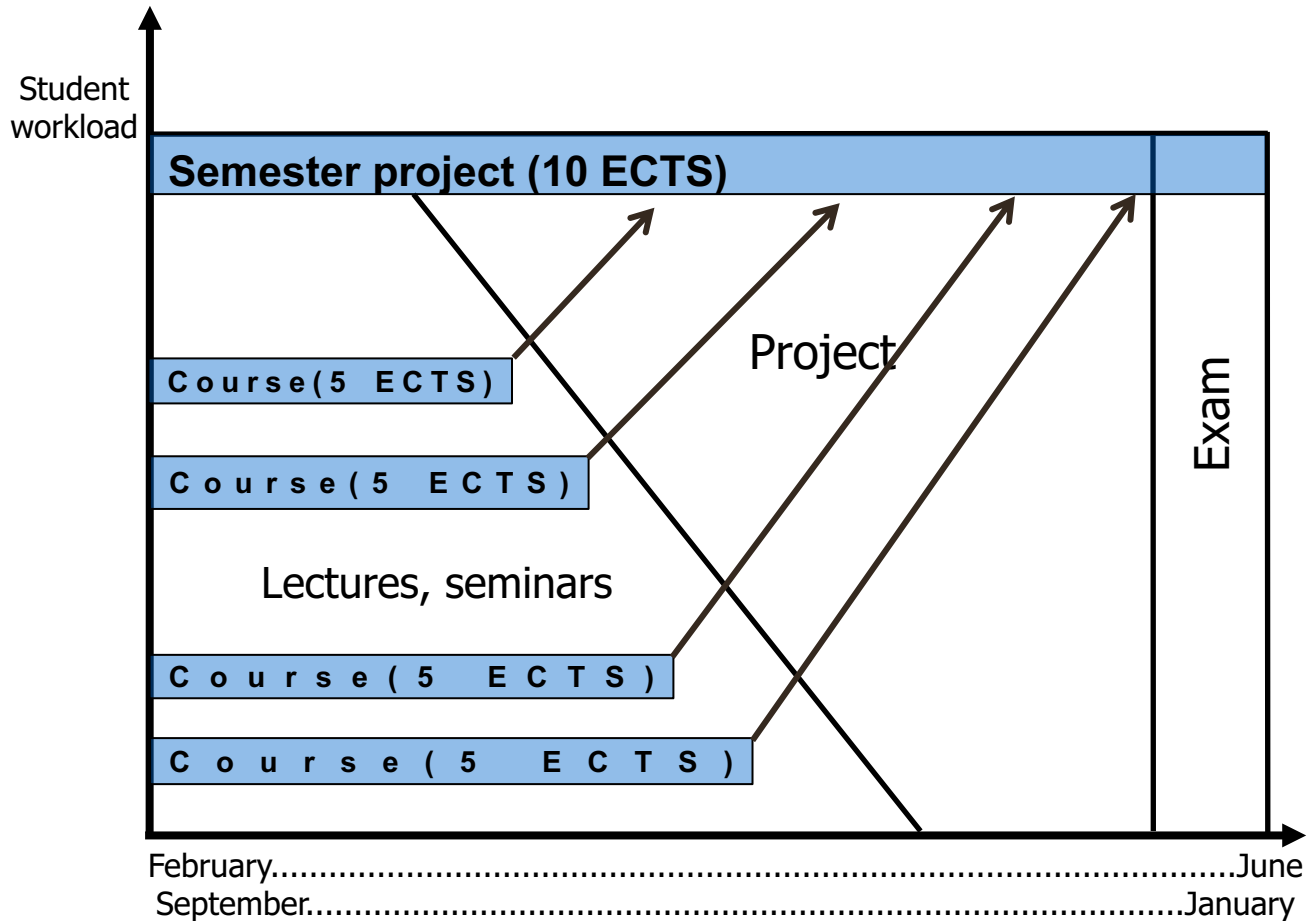 Student
workload
Semester project (10 ECTS)
Project
Course(5 ECTS)
Exam
Course(5 ECTS)
Lectures, seminars
Course(5 ECTS)
Course(5 ECTS)
February..........................................................................................June
September..................................................................................January